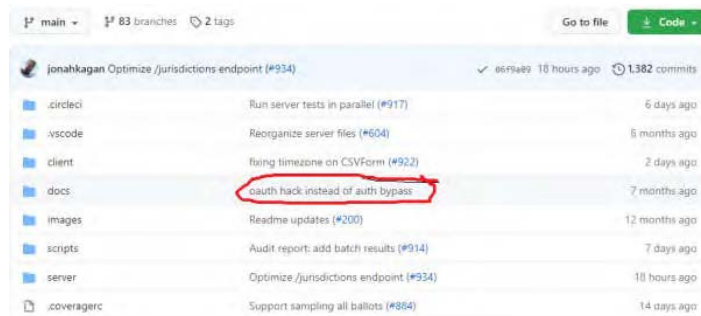 main 83 branches 2 tags Go to file Code
jonahkagan Optimize /jurisdictions endpoint (#934) 06f9a09 18 hours ago 1,382 commits
.circleci Run server tests in parallel (#917) 6 days ago
.vscode Reorganize server files (#604) 6 months ago
client fixing timezone on CSVForm (#922) 2 days ago
docs oauth hack instead of auth bypass 7 months ago
images Readme updates (#200) 12 months ago
scripts Audit report: add batch results (#914) 7 days ago
server Optimize /jurisdictions endpoint (#934) 18 hours ago
.coveragerc Support sampling all ballots (#884) 14 days ago